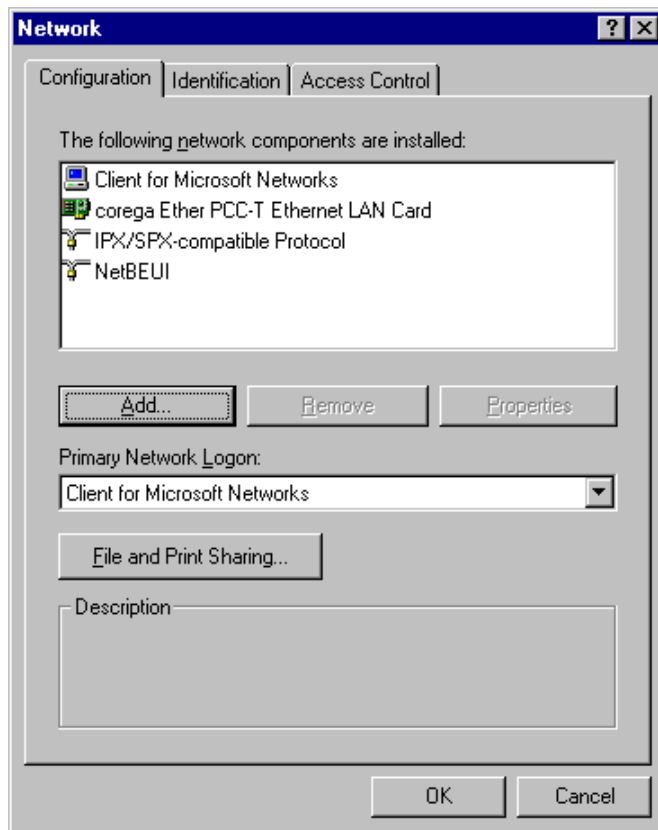 Network
Configuration Identification Access Control
The following network components are installed:
Client for Microsoft Networks
corega Ether PCC-T Ethernet LAN Card
IPX/SPX-compatible Protocol
NetBEUI
Add... Remove Properties
Primary Network Logon:
Client for Microsoft Networks
File and Print Sharing...
Description
OK Cancel